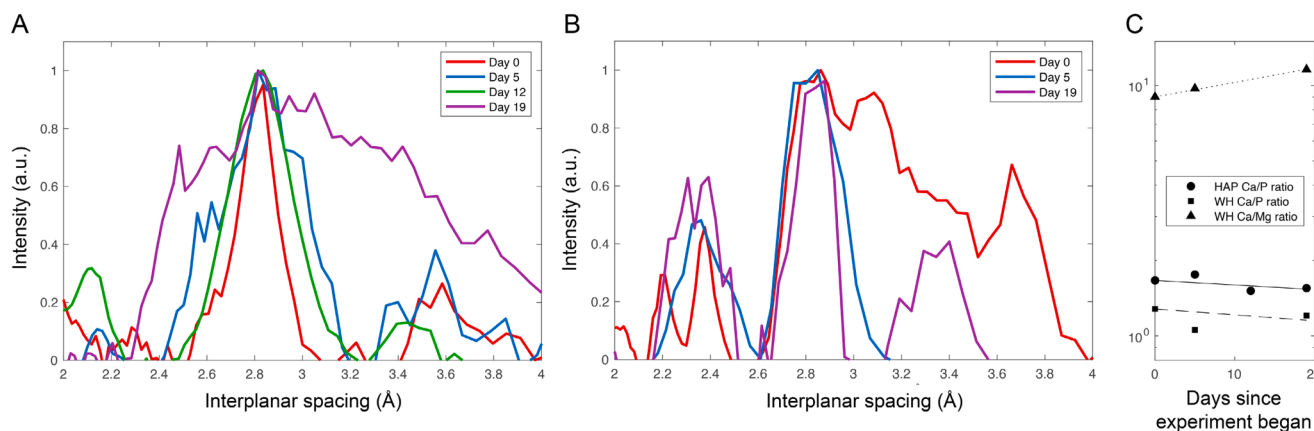 A
Intensity (a.u.)
1
0.8
0.6
0.4
0.2
0
2
2.2
2.4
2.6
2.8
3
3.2
3.4
3.6
3.8
4
Interplanar spacing (Å)
Day 0
Day 5
Day 12
Day 19
B
Intensity (a.u.)
1
0.8
0.6
0.4
0.2
0
2
2.2
2.4
2.6
2.8
3
3.2
3.4
3.6
3.8
4
Interplanar spacing (Å)
Day 0
Day 5
Day 19
C
10¹
10⁰
HAP Ca/P ratio
WH Ca/P ratio
WH Ca/Mg ratio
0
10
2
Days since
experiment began